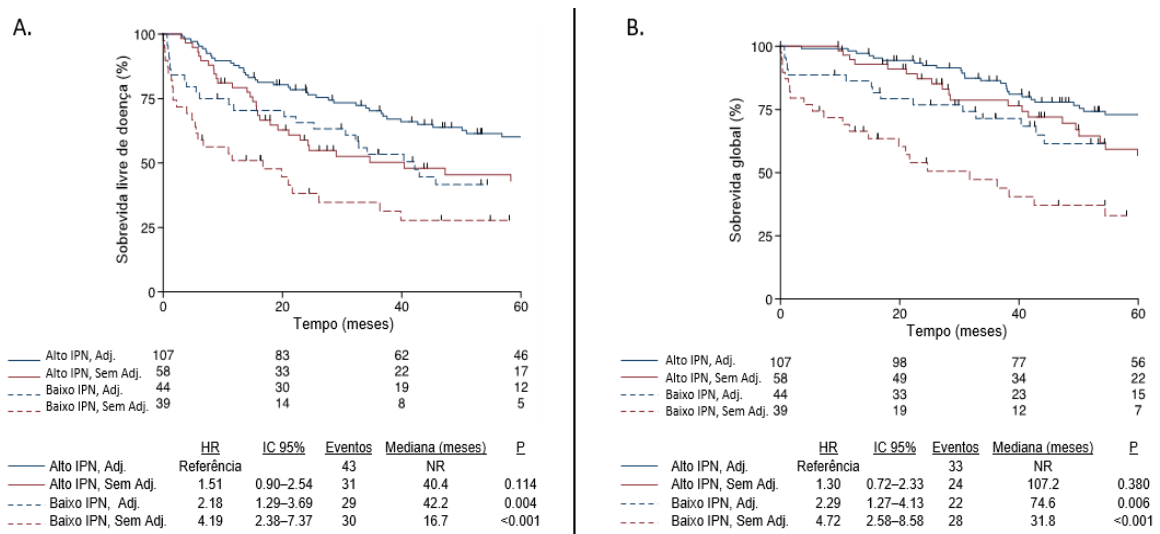 A.
Sobrevida livre de doença (%)
100
75
50
25
0
0 20 40 60
Tempo (meses)
Alto IPN, Adj. 107 83 62 46
Alto IPN, Sem Adj. 58 33 22 17
Baixo IPN, Adj. 44 30 19 12
Baixo IPN, Sem Adj. 39 14 8 5
HR IC 95% Eventos Mediana (meses) P
Alto IPN, Adj. Referência 43 NR
Alto IPN, Sem Adj. 1.51 0.90–2.54 31 40.4 0.114
Baixo IPN, Adj. 2.18 1.29–3.69 29 42.2 0.004
Baixo IPN, Sem Adj. 4.19 2.38–7.37 30 16.7 <0.001
B.
Sobrevida global (%)
100
75
50
25
0
0 20 40 60
Tempo (meses)
Alto IPN, Adj. 107 98 77 56
Alto IPN, Sem Adj. 58 49 34 22
Baixo IPN, Adj. 44 33 23 15
Baixo IPN, Sem Adj. 39 19 12 7
HR IC 95% Eventos Mediana (meses) P
Alto IPN, Adj. Referência 33 NR
Alto IPN, Sem Adj. 1.30 0.72–2.33 24 107.2 0.380
Baixo IPN, Adj. 2.29 1.27–4.13 22 74.6 0.006
Baixo IPN, Sem Adj. 4.72 2.58–8.58 28 31.8 <0.001